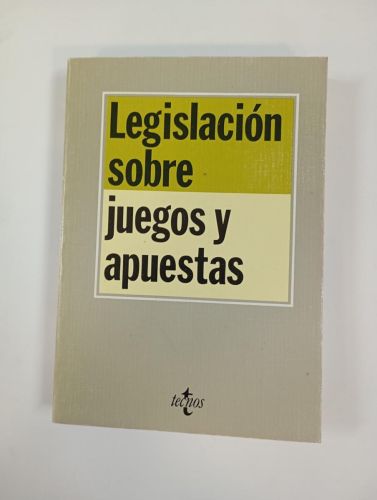 Legislación
sobre
juegos y
apuestas
tecnos